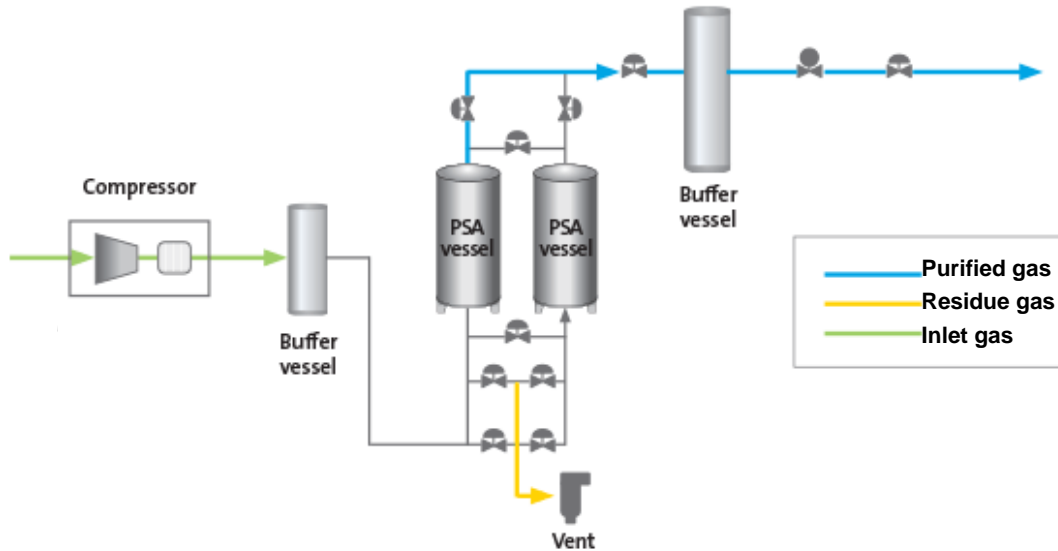 Compressor
Buffer
vessel
PSA
vessel
PSA
vessel
Buffer
vessel
Purified gas
Residue gas
Inlet gas
Vent